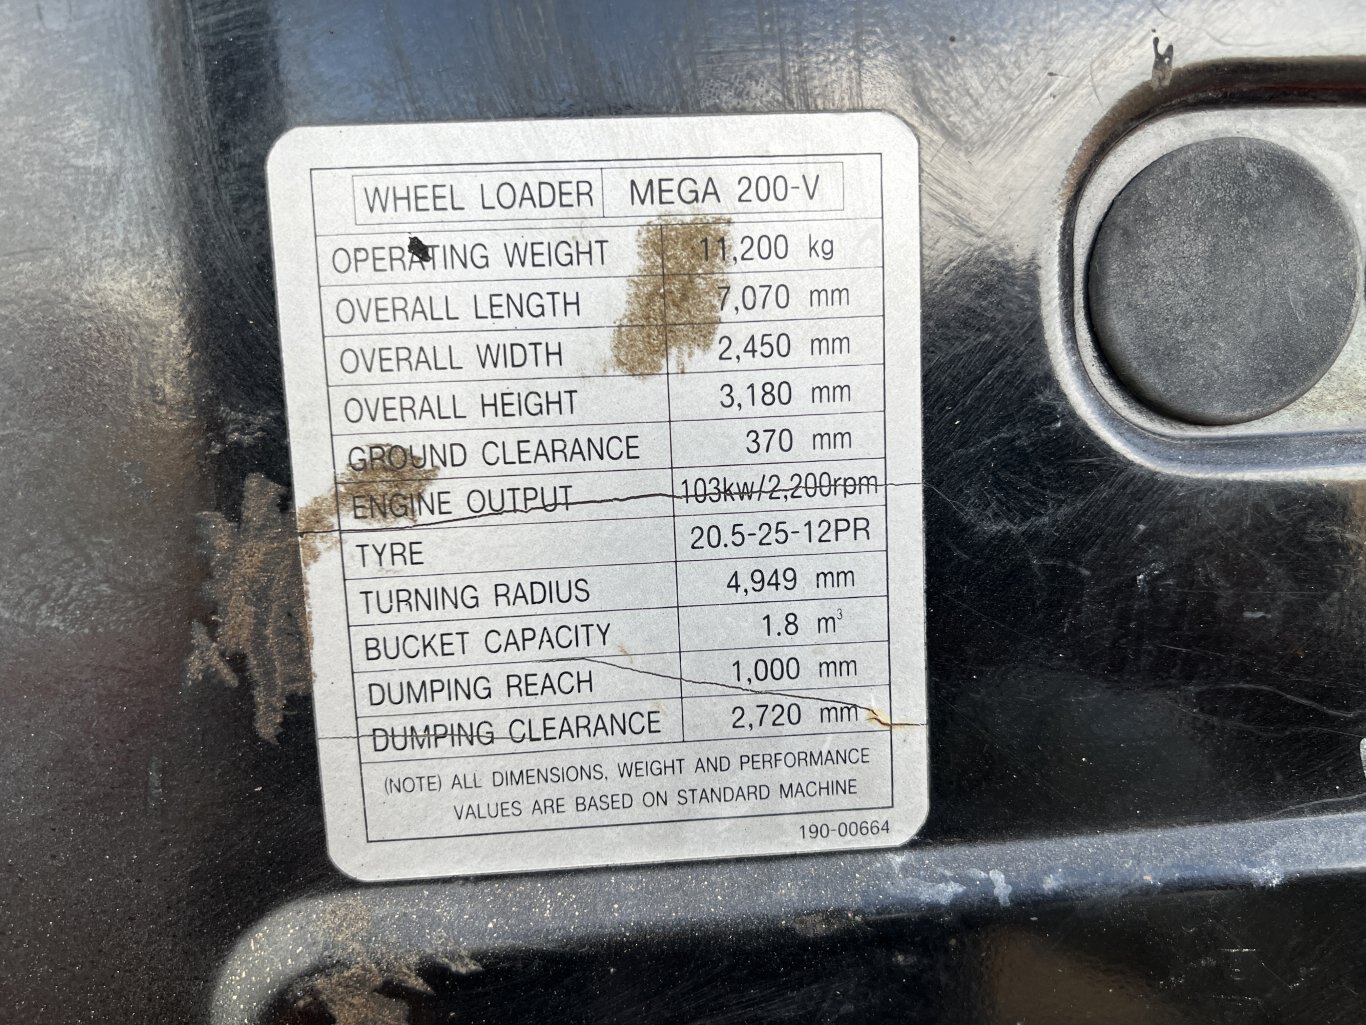 WHEEL LOADER MEGA 200-V
OPERATING WEIGHT 11,200 kg
OVERALL LENGTH 7,070 mm
OVERALL WIDTH 2,450 mm
OVERALL HEIGHT 3,180 mm
GROUND CLEARANCE 370 mm
ENGINE OUTPUT 103kw/2,200rpm
TYRE 20.5-25-12PR
TURNING RADIUS 4,949 mm
BUCKET CAPACITY 1.8 m³
DUMPING REACH 1,000 mm
DUMPING CLEARANCE 2,720 mm
(NOTE) ALL DIMENSIONS, WEIGHT AND PERFORMANCE
VALUES ARE BASED ON STANDARD MACHINE
190-00664